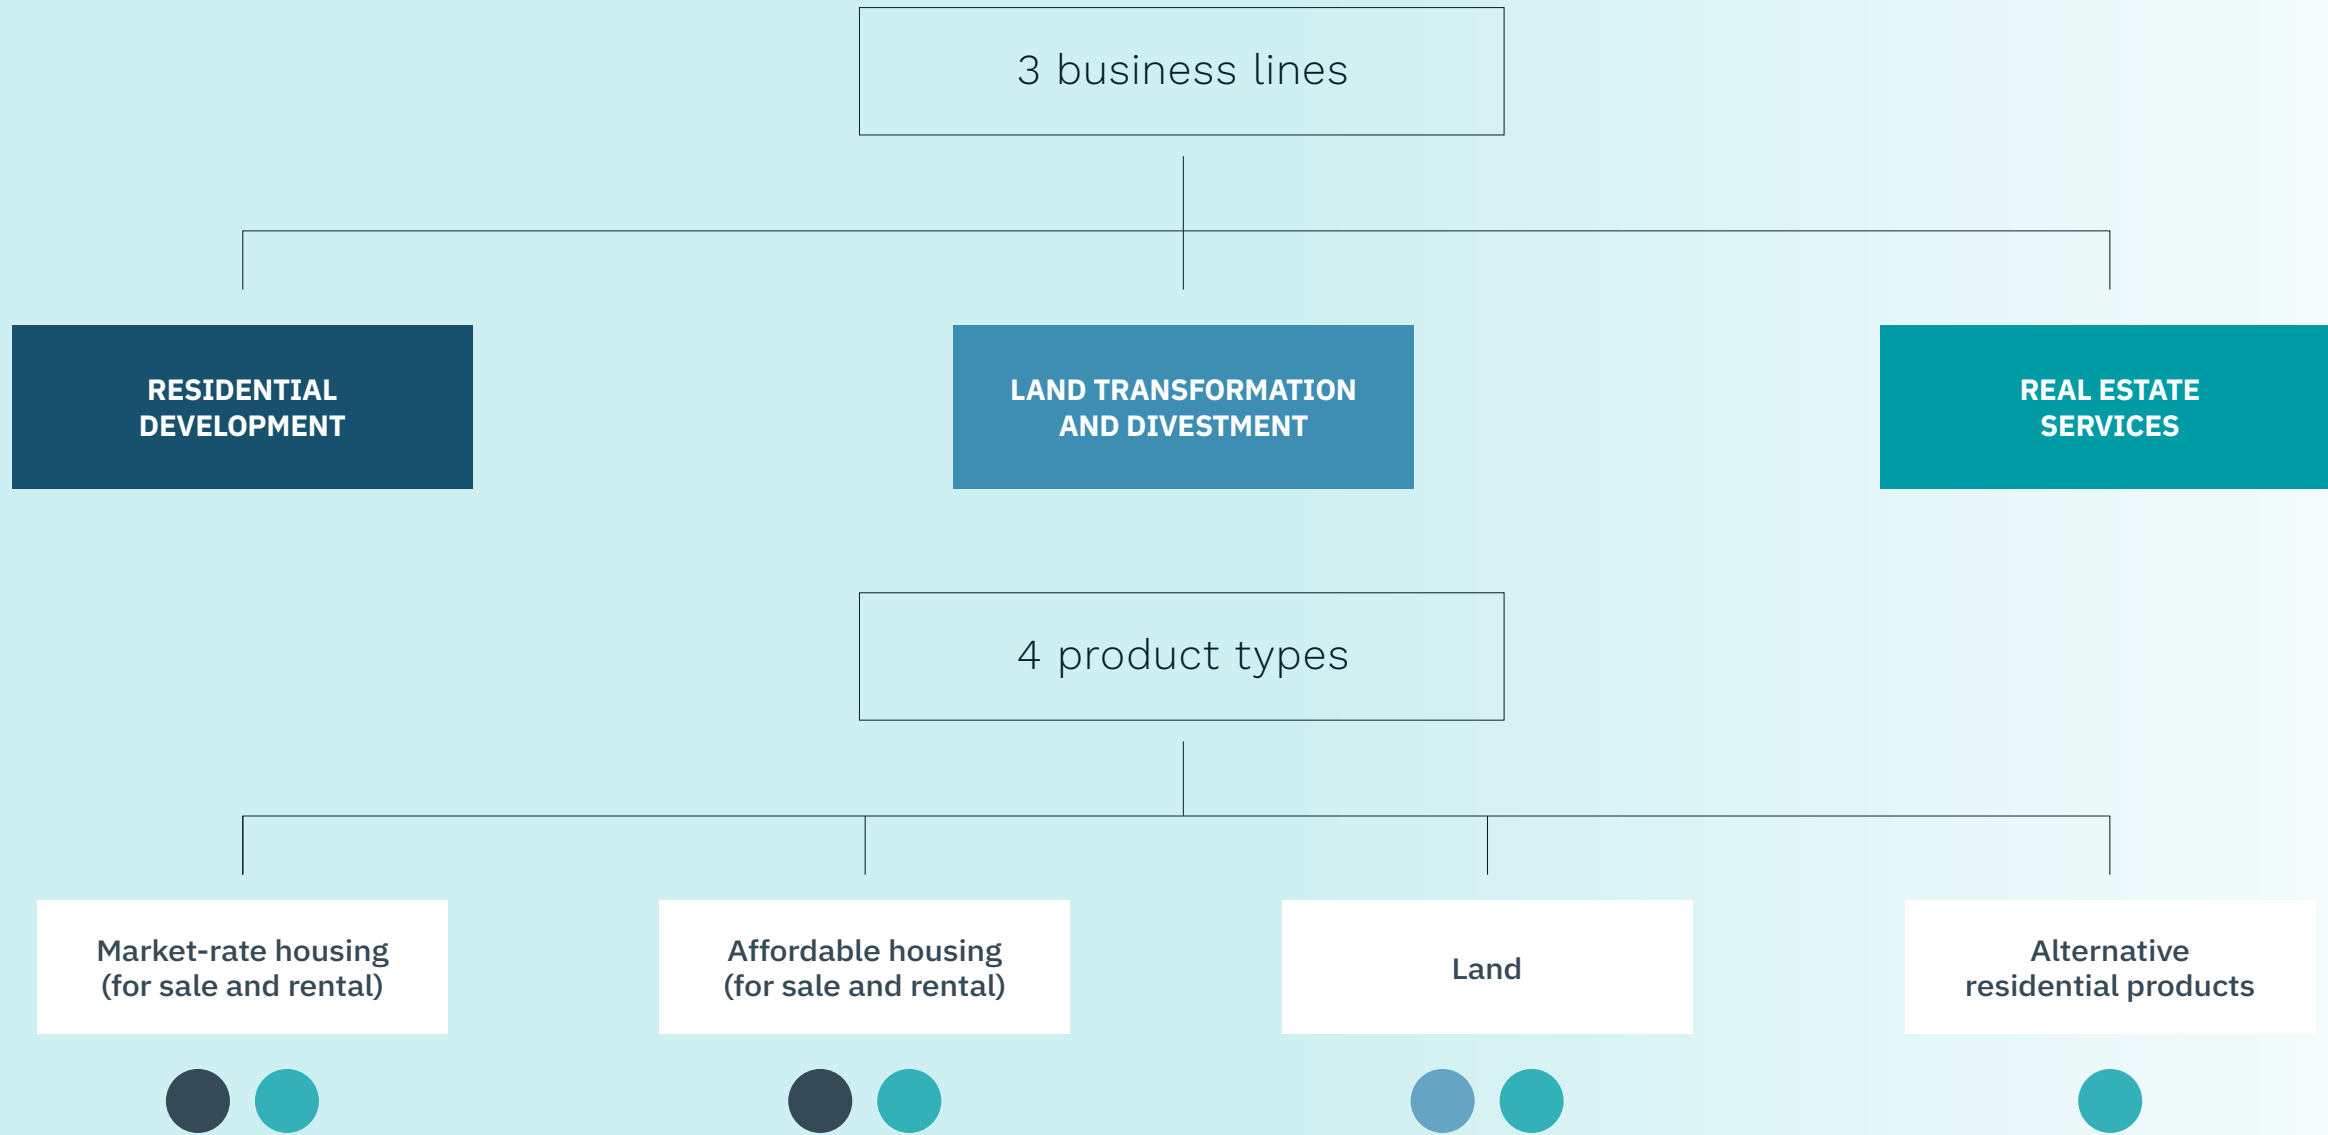 3 business lines
RESIDENTIAL
DEVELOPMENT
LAND TRANSFORMATION
AND DIVESTMENT
REAL ESTATE
SERVICES
4 product types
Market-rate housing
(for sale and rental)
Affordable housing
(for sale and rental)
Land
Alternative
residential products